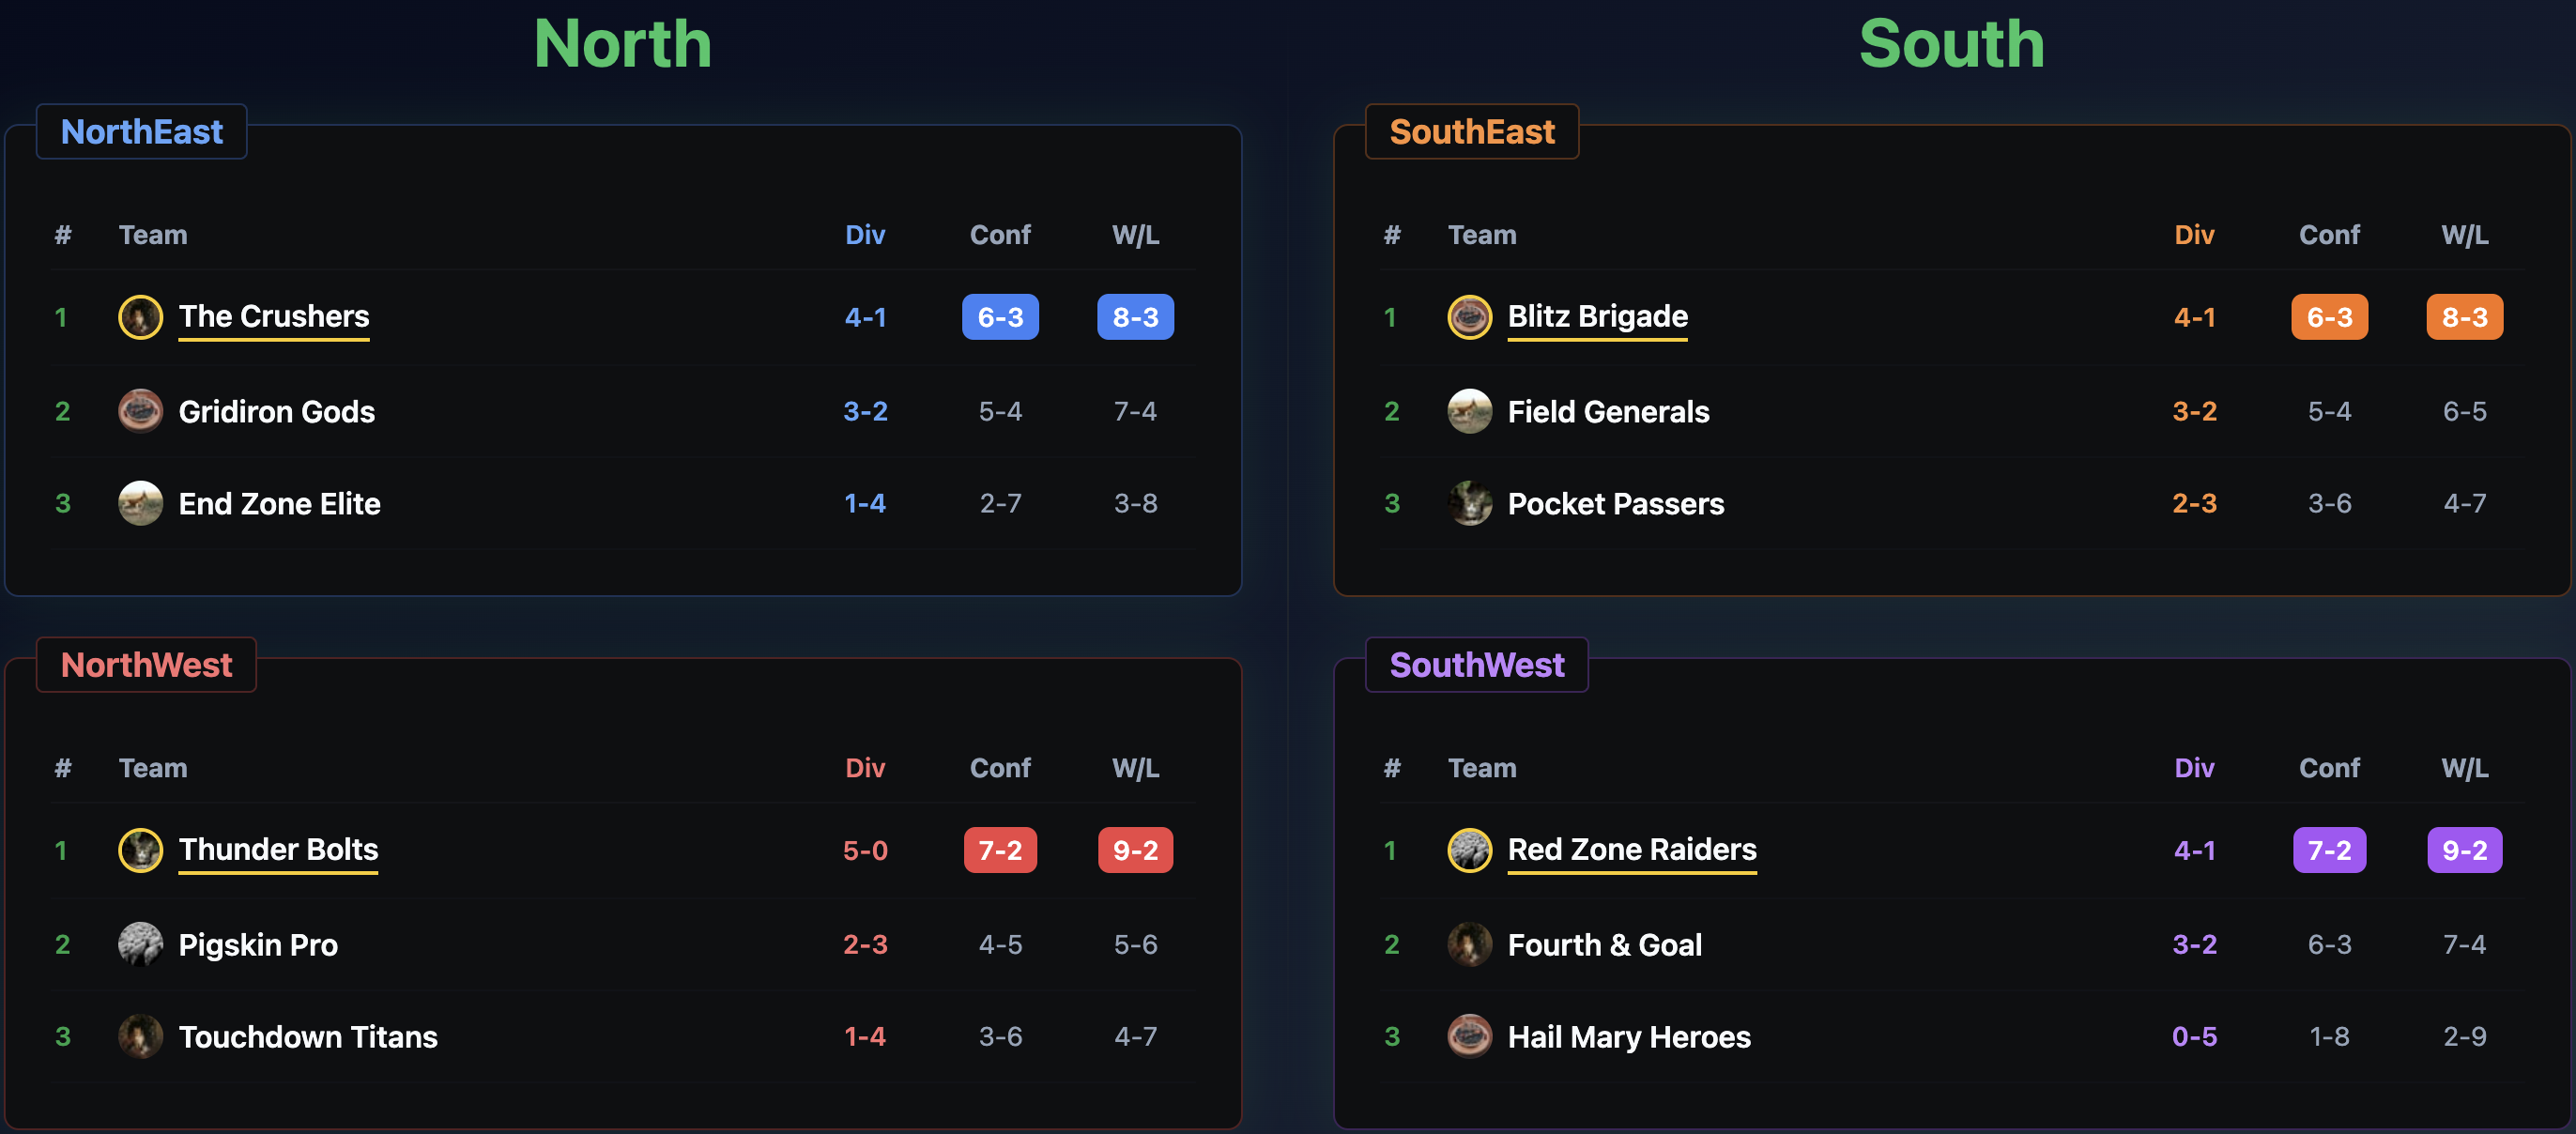 North
NorthEast
# Team Div Conf W/L
1 The Crushers 4-1 6-3 8-3
2 Gridiron Gods 3-2 5-4 7-4
3 End Zone Elite 1-4 2-7 3-8
NorthWest
# Team Div Conf W/L
1 Thunder Bolts 5-0 7-2 9-2
2 Pigskin Pro 2-3 4-5 5-6
3 Touchdown Titans 1-4 3-6 4-7
South
SouthEast
# Team Div Conf W/L
1 Blitz Brigade 4-1 6-3 8-3
2 Field Generals 3-2 5-4 6-5
3 Pocket Passers 2-3 3-6 4-7
SouthWest
# Team Div Conf W/L
1 Red Zone Raiders 4-1 7-2 9-2
2 Fourth & Goal 3-2 6-3 7-4
3 Hail Mary Heroes 0-5 1-8 2-9